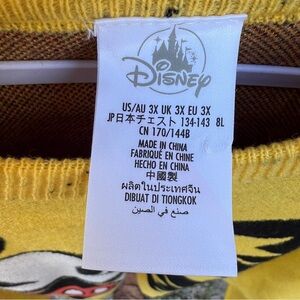 Disney
US/AU 3X UK 3X EU 3X
JP日本チェスト 134-143 8L
CN 170/144B
MADE IN CHINA
FABRIQUÉ EN CHINE
HECHO EN CHINA
中國製
ผลิตในประเทศจีน
DIBUAT DI TIONGKOK
صنع في الصين